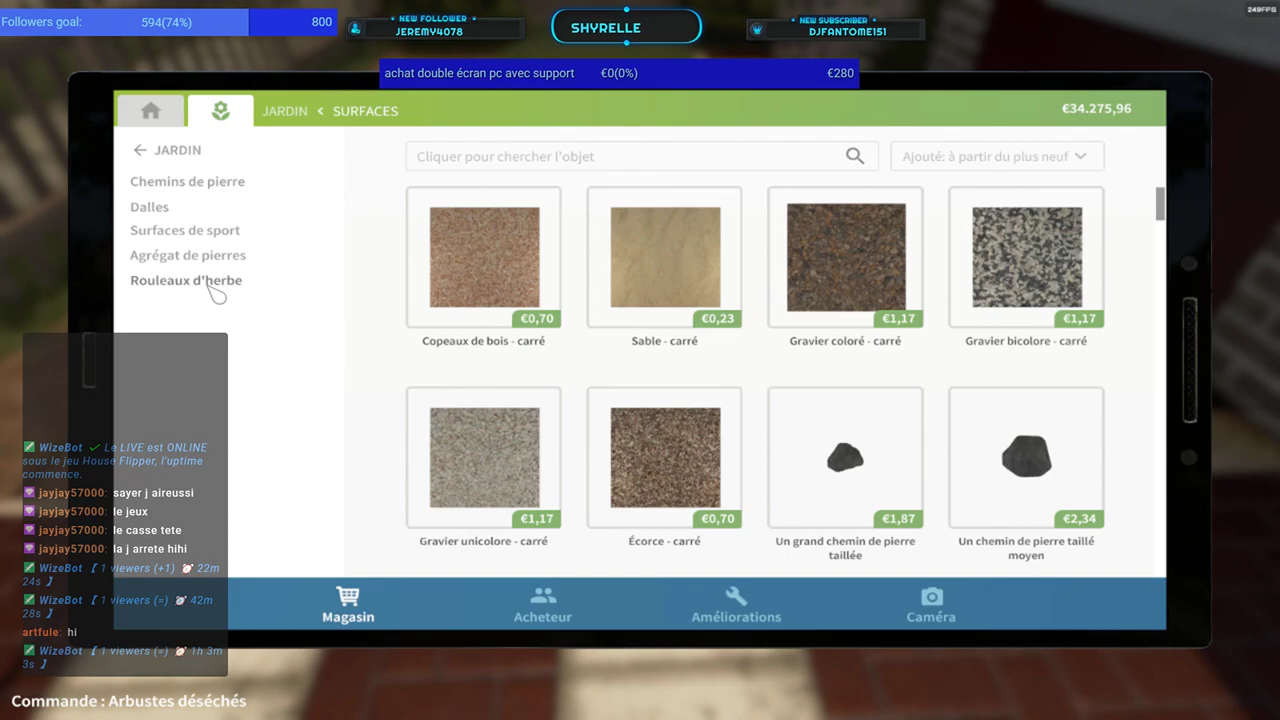 249FPS
Followers goal: 594(74%) 800
NEW FOLLOWER
JEREMY4078
SHYRELLE
NEW SUBSCRIBER
DJFANTOME151
achat double écran pc avec support €0(0%) €280
JARDIN < SURFACES €34.275,96
JARDIN
Chemins de pierre
Dalles
Surfaces de sport
Agrégat de pierres
Rouleaux d'herbe
Cliquer pour chercher l'objet
Ajouté: à partir du plus neuf
€0,70
Copeaux de bois - carré
€0,23
Sable - carré
€1,17
Gravier coloré - carré
€1,17
Gravier bicolore - carré
€1,17
Gravier unicolore - carré
€0,70
Écorce - carré
€1,87
Un grand chemin de pierre
taillée
€2,34
Un chemin de pierre taillé
moyen
WizeBot Le LIVE est ONLINE
sous le jeu House Flipper, l'uptime
commence.
jayjay57000: sayer j aireussi
jayjay57000: le jeux
jayjay57000: le casse tete
jayjay57000: la j arrete hihi
WizeBot 【 1 viewers (+1) 22m
24s 】
WizeBot 【 1 viewers (=) 42m
28s 】
artfule: hi
WizeBot 【 1 viewers (=) 1h 3m
3s 】
Magasin
Acheteur
Améliorations
Caméra
Commande : Arbustes déséchés